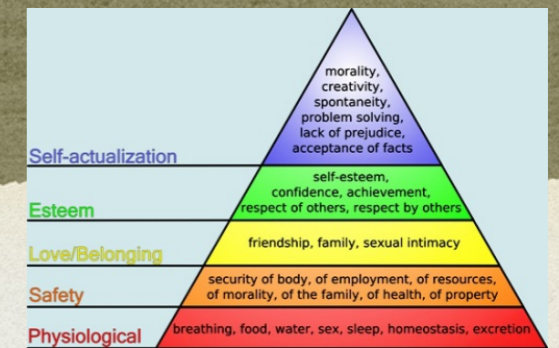 morality,
creativity,
spontaneity,
problem solving,
lack of prejudice,
acceptance of facts
Self-actualization
self-esteem,
confidence, achievement,
respect of others, respect by others
Esteem
friendship, family, sexual intimacy
Love/Belonging
security of body, of employment, of resources,
of morality, of the family, of health, of property
Safety
breathing, food, water, sex, sleep, homeostasis, excretion
Physiological